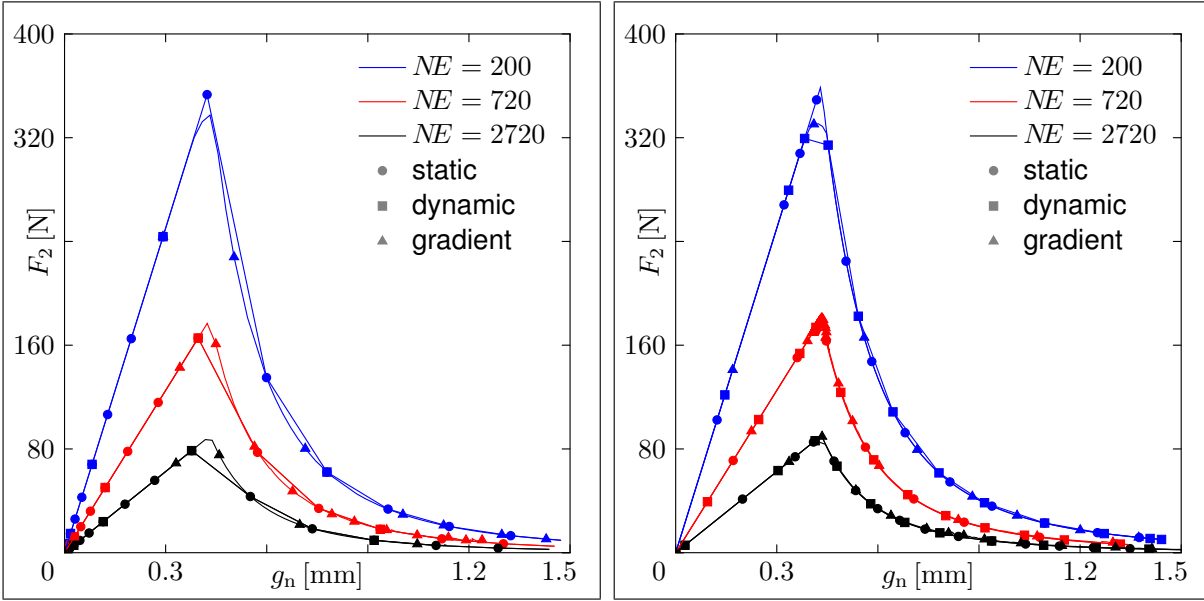 400
320
160
80
0
F₂ [N]
0.3
gₙ [mm]
1.2
1.5
NE = 200
NE = 720
NE = 2720
static
dynamic
gradient
400
320
160
80
0
F₂ [N]
0.3
gₙ [mm]
1.2
1.5
NE = 200
NE = 720
NE = 2720
static
dynamic
gradient